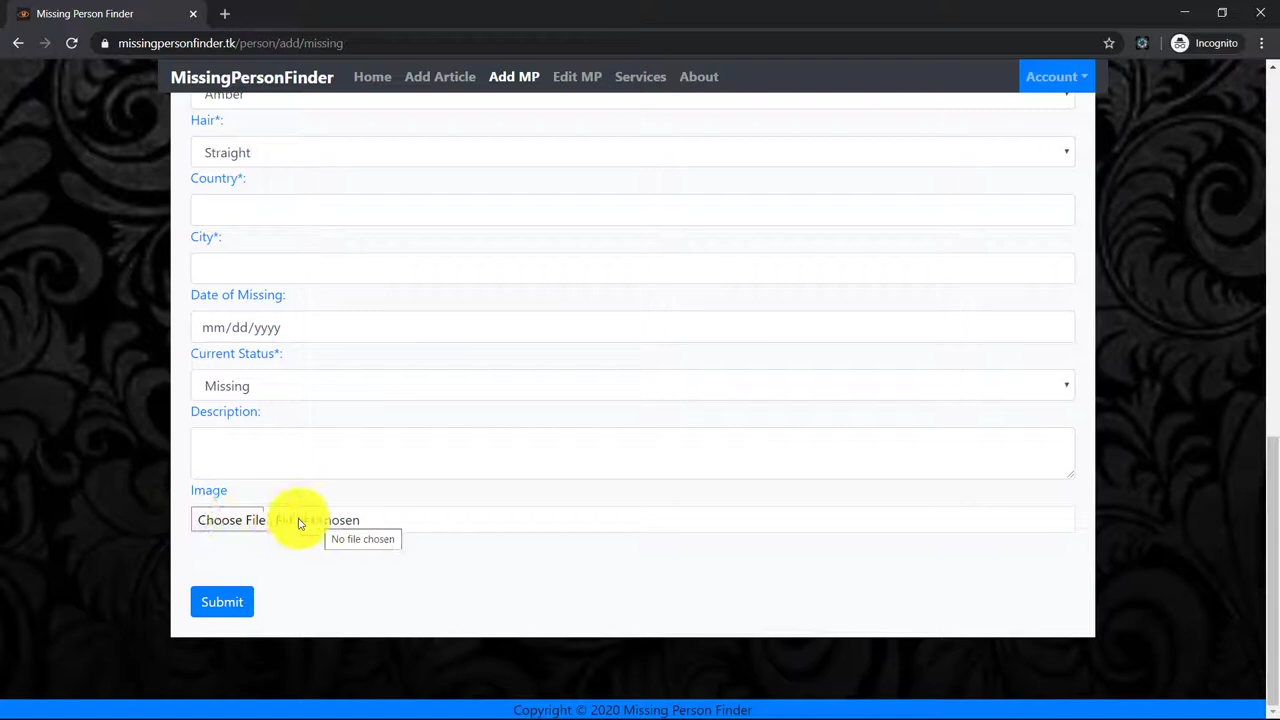 Missing Person Finder
missingpersonfinder.tk/person/add/missing
Incognito
MissingPersonFinder Home Add Article Add MP Edit MP Services About Account
Amber
Hair*:
Straight
Country*:
City*:
Date of Missing:
mm/dd/yyyy
Current Status*:
Missing
Description:
Image
Choose File
No file chosen
Submit
Copyright © 2020 Missing Person Finder